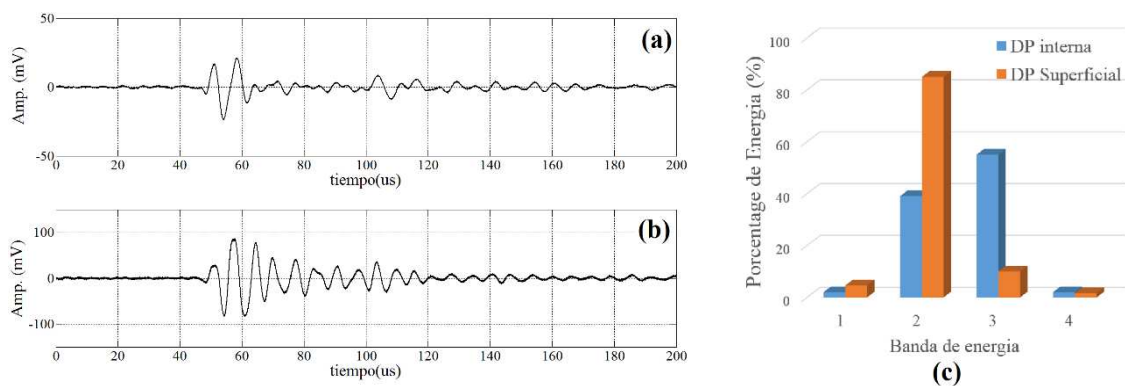 50
(a)
Amp. (mV)
0
-50
0 20 40 60 80 100 120 140 160 180 200
tiempo(us)
100
(b)
Amp. (mV)
0
-100
0 20 40 60 80 100 120 140 160 180 200
tiempo(us)
100
DP interna
DP Superficial
80
60
40
20
0
Porcentage de Energia (%)
1 2 3 4
Banda de energia
(c)